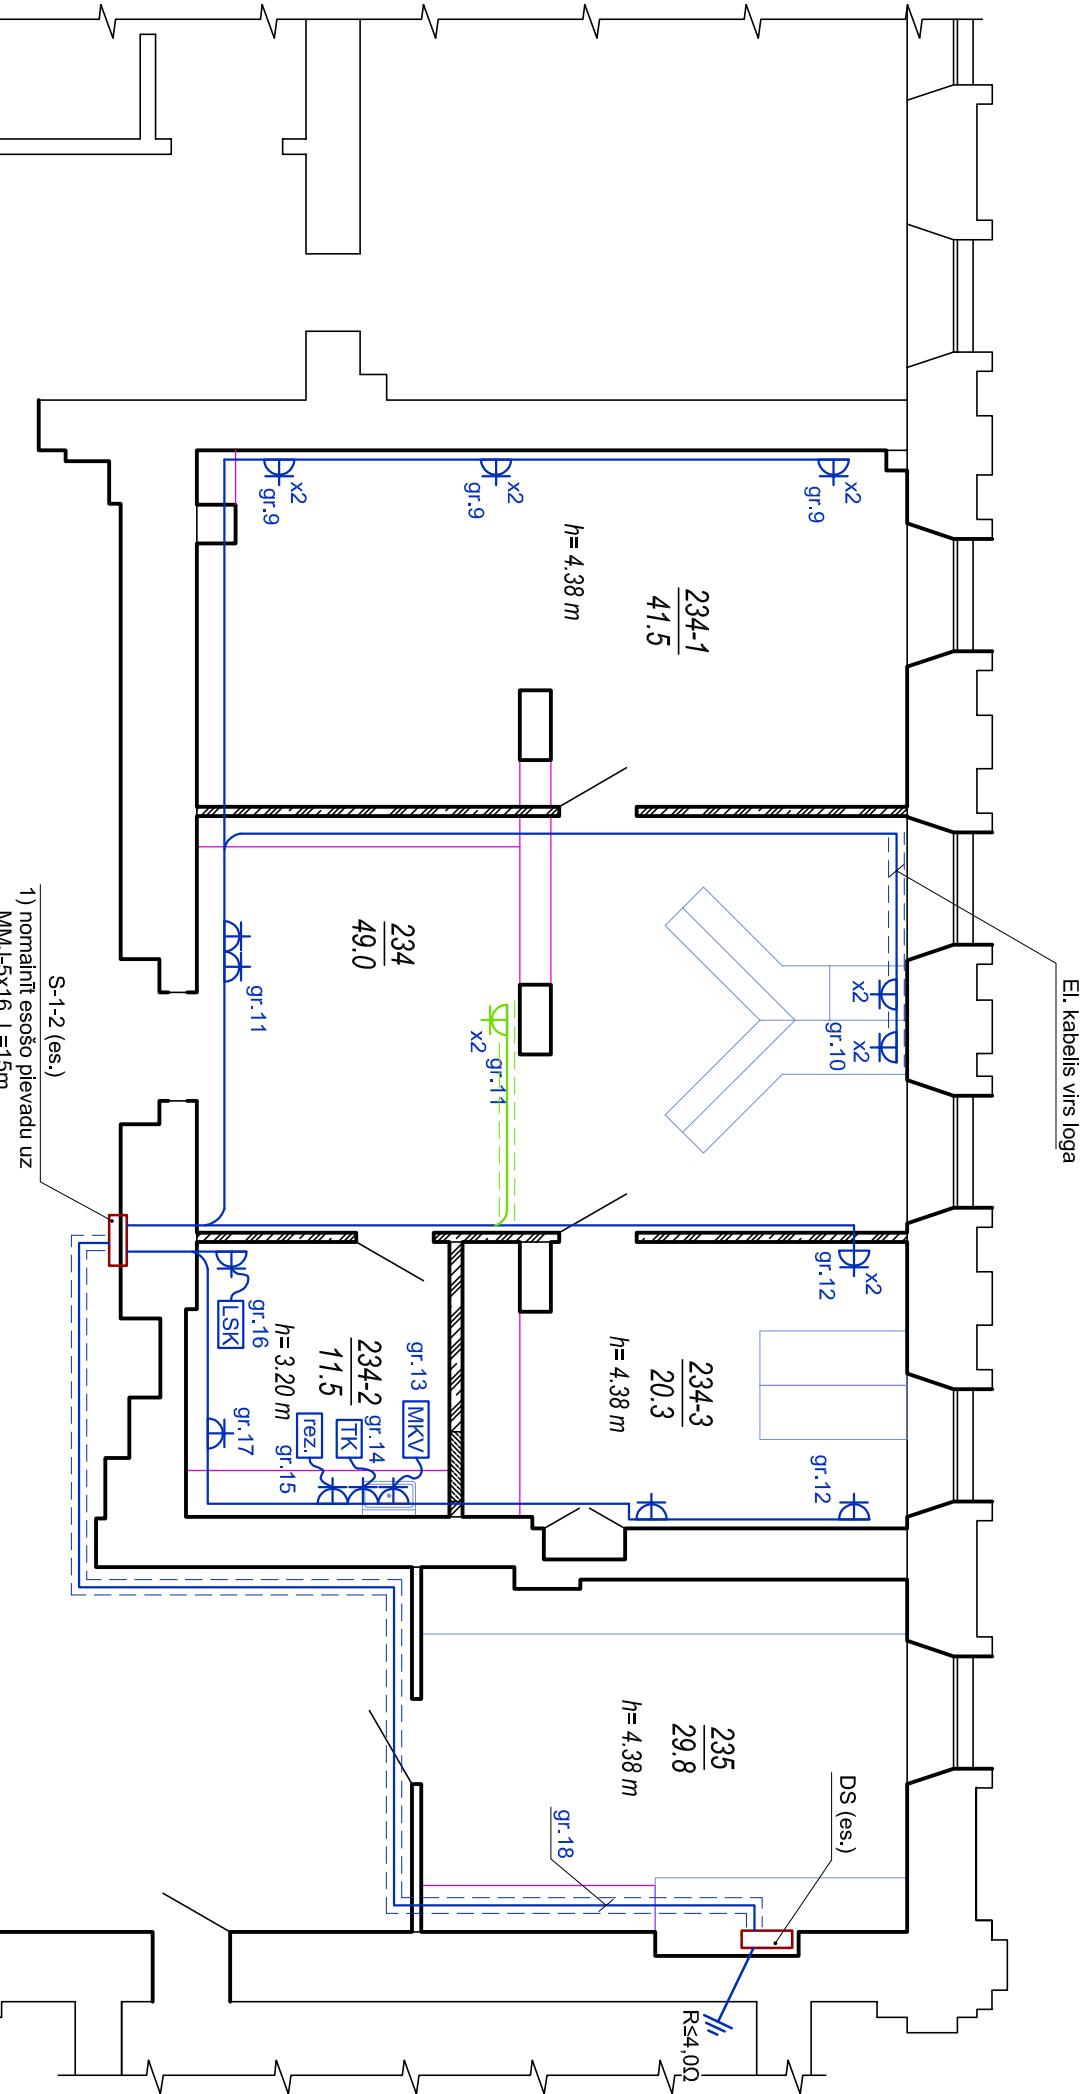 El. kabelis virs loga
x2
gr.9
x2
gr.9
x2
gr.9
234-1
41.5
h= 4.38 m
234
49.0
gr.11
x2
gr.11
x2
x2
gr.10
S-1-2 (es.)
1) nomainīt esošo pievadu uz
MMJ-5x16, L=15m
x2
gr.12
234-3
20.3
h= 4.38 m
gr.12
234-2
11.5
h= 3.20 m
gr.16
LSK
gr.17
gr.13
MKV
gr.14
TK
gr.15
rez.
235
29.8
h= 4.38 m
DS (es.)
gr.18
R≤4,0Ω